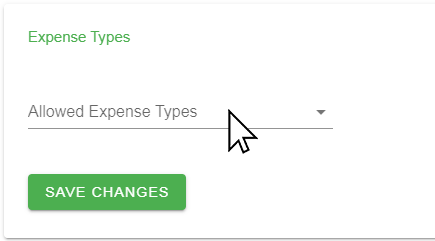 Expense Types
Allowed Expense Types
SAVE CHANGES